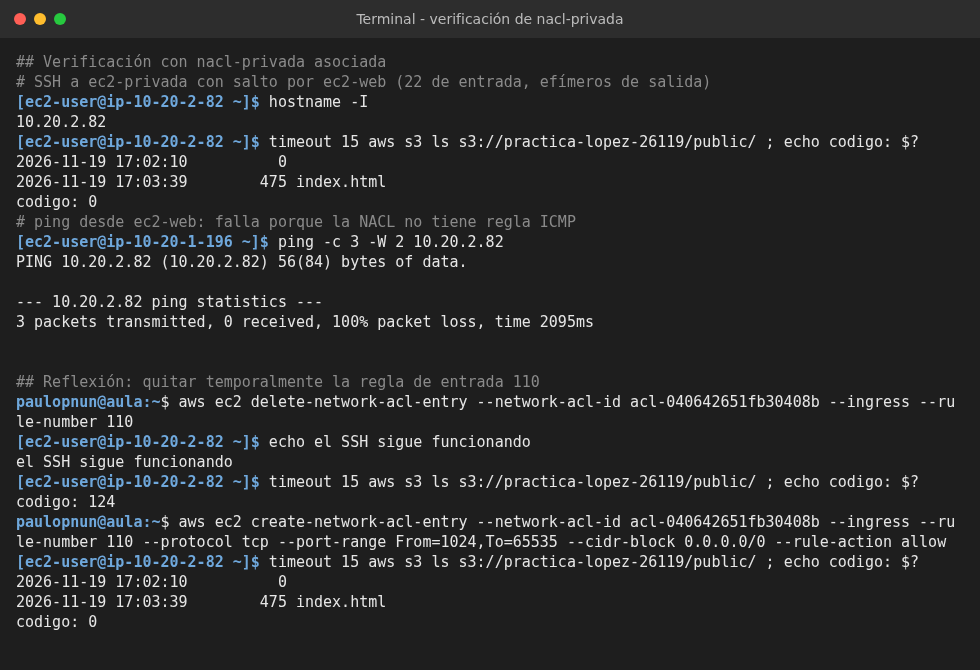 Terminal - verificación de nacl-privada
## Verificación con nacl-privada asociada
# SSH a ec2-privada con salto por ec2-web (22 de entrada, efímeros de salida)
[ec2-user@ip-10-20-2-82 ~]$ hostname -I
10.20.2.82
[ec2-user@ip-10-20-2-82 ~]$ timeout 15 aws s3 ls s3://practica-lopez-26119/public/ ; echo codigo: $?
2026-11-19 17:02:10          0
2026-11-19 17:03:39        475 index.html
codigo: 0
# ping desde ec2-web: falla porque la NACL no tiene regla ICMP
[ec2-user@ip-10-20-1-196 ~]$ ping -c 3 -W 2 10.20.2.82
PING 10.20.2.82 (10.20.2.82) 56(84) bytes of data.
--- 10.20.2.82 ping statistics ---
3 packets transmitted, 0 received, 100% packet loss, time 2095ms
## Reflexión: quitar temporalmente la regla de entrada 110
paulopnun@aula:~$ aws ec2 delete-network-acl-entry --network-acl-id acl-040642651fb30408b --ingress --ru
le-number 110
[ec2-user@ip-10-20-2-82 ~]$ echo el SSH sigue funcionando
el SSH sigue funcionando
[ec2-user@ip-10-20-2-82 ~]$ timeout 15 aws s3 ls s3://practica-lopez-26119/public/ ; echo codigo: $?
codigo: 124
paulopnun@aula:~$ aws ec2 create-network-acl-entry --network-acl-id acl-040642651fb30408b --ingress --ru
le-number 110 --protocol tcp --port-range From=1024,To=65535 --cidr-block 0.0.0.0/0 --rule-action allow
[ec2-user@ip-10-20-2-82 ~]$ timeout 15 aws s3 ls s3://practica-lopez-26119/public/ ; echo codigo: $?
2026-11-19 17:02:10          0
2026-11-19 17:03:39        475 index.html
codigo: 0